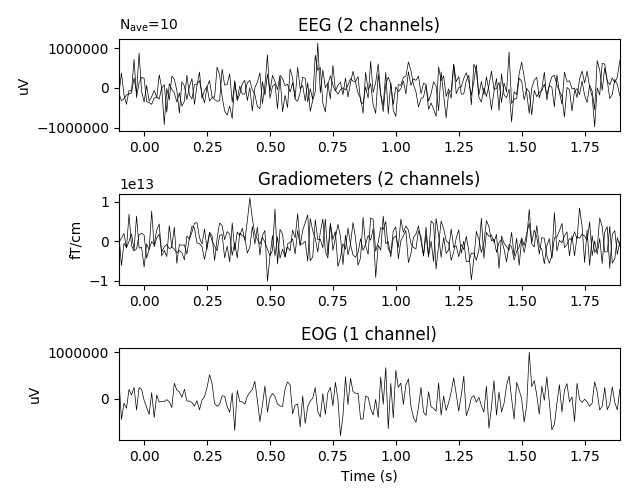 N_ave=10
EEG (2 channels)
1000000
0
−1000000
uV
0.00 0.25 0.50 0.75 1.00 1.25 1.50 1.75
1e13
Gradiometers (2 channels)
1
0
−1
fT/cm
0.00 0.25 0.50 0.75 1.00 1.25 1.50 1.75
EOG (1 channel)
1000000
0
uV
0.00 0.25 0.50 0.75 1.00 1.25 1.50 1.75
Time (s)